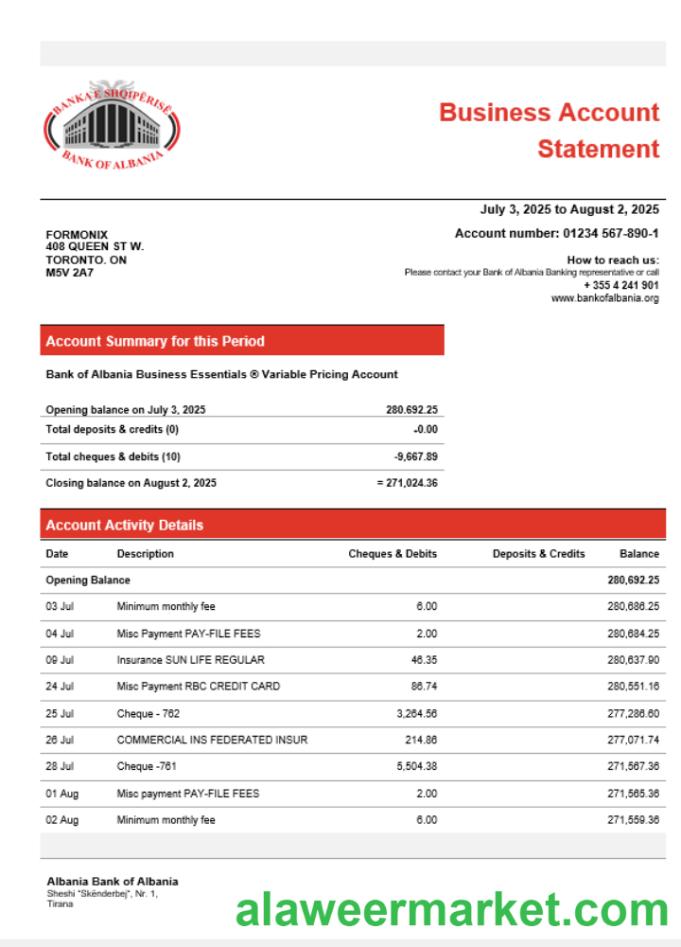 BANKA E SHQIPËRISË
BANK OF ALBANIA
Business Account
Statement
July 3, 2025 to August 2, 2025
FORMONIX
408 QUEEN ST W.
TORONTO. ON
M5V 2A7
Account number: 01234 567-890-1
How to reach us:
Please contact your Bank of Albania Banking representative or call
+ 355 4 241 901
www.bankofalbania.org
Account Summary for this Period
Bank of Albania Business Essentials ® Variable Pricing Account
Opening balance on July 3, 2025 280.692.25
Total deposits & credits (0) -0.00
Total cheques & debits (10) -9,667.89
Closing balance on August 2, 2025 = 271,024.36
Account Activity Details
Date Description Cheques & Debits Deposits & Credits Balance
Opening Balance 280,692.25
03 Jul Minimum monthly fee 6.00 280,686.25
04 Jul Misc Payment PAY-FILE FEES 2.00 280,684.25
09 Jul Insurance SUN LIFE REGULAR 46.35 280,637.90
24 Jul Misc Payment RBC CREDIT CARD 86.74 280,551.16
25 Jul Cheque - 762 3,264.56 277,286.60
26 Jul COMMERCIAL INS FEDERATED INSUR 214.86 277,071.74
28 Jul Cheque -761 5,504.38 271,567.36
01 Aug Misc payment PAY-FILE FEES 2.00 271,565.36
02 Aug Minimum monthly fee 6.00 271,559.36
Albania Bank of Albania
Sheshi "Skënderbej", Nr. 1,
Tirana
alaweermarket.com